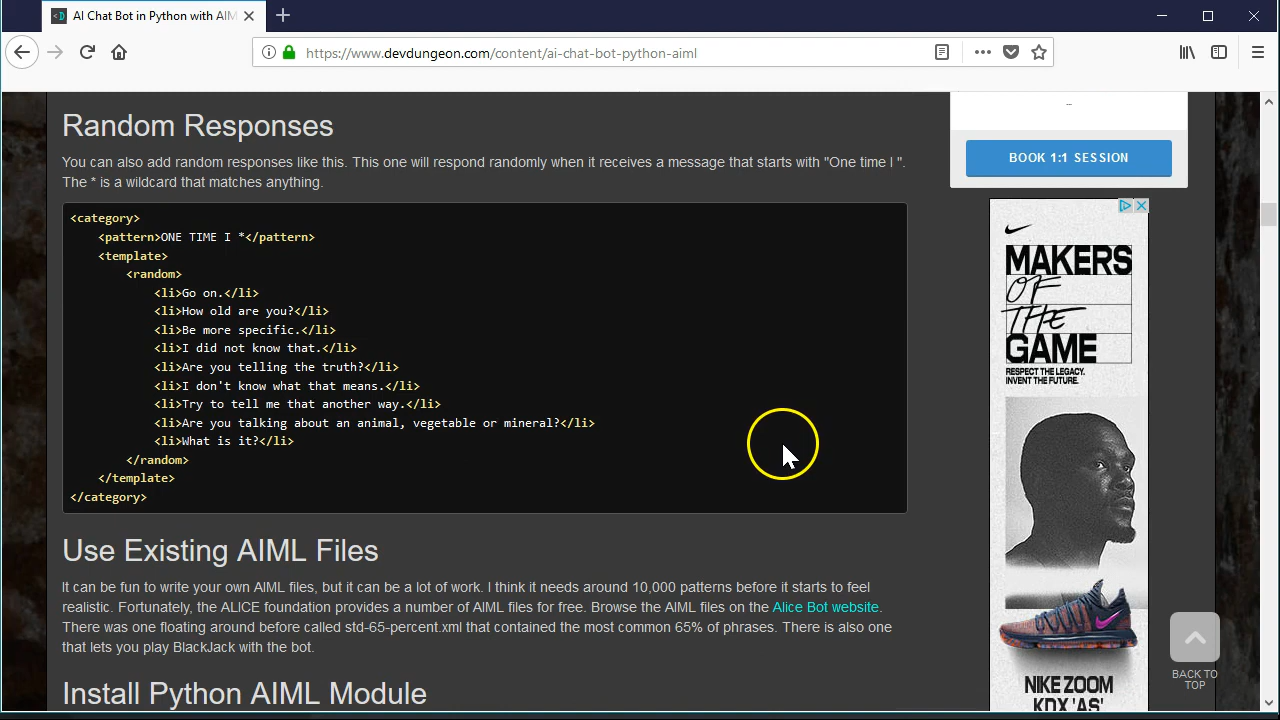 AI Chat Bot in Python with AIM
https://www.devdungeon.com/content/ai-chat-bot-python-aiml
Random Responses
You can also add random responses like this. This one will respond randomly when it receives a message that starts with "One time I ".
The * is a wildcard that matches anything.
<category>
<pattern>ONE TIME I *</pattern>
<template>
<random>
<li>Go on.</li>
<li>How old are you?</li>
<li>Be more specific.</li>
<li>I did not know that.</li>
<li>Are you telling the truth?</li>
<li>I don't know what that means.</li>
<li>Try to tell me that another way.</li>
<li>Are you talking about an animal, vegetable or mineral?</li>
<li>What is it?</li>
</random>
</template>
</category>
Use Existing AIML Files
It can be fun to write your own AIML files, but it can be a lot of work. I think it needs around 10,000 patterns before it starts to feel
realistic. Fortunately, the ALICE foundation provides a number of AIML files for free. Browse the AIML files on the Alice Bot website.
There was one floating around before called std-65-percent.xml that contained the most common 65% of phrases. There is also one
that lets you play BlackJack with the bot.
Install Python AIML Module
BOOK 1:1 SESSION
MAKERS
OF
THE
GAME
RESPECT THE LEGACY.
INVENT THE FUTURE.
NIKE ZOOM
KDX 'AS'
BACK TO
TOP